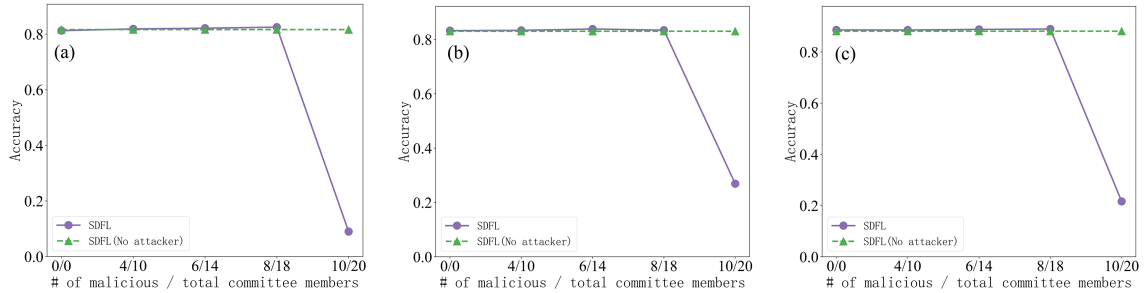 (a)
Accuracy
0.8
0.6
0.4
0.2
0.0
SDFL
SDFL(No attacker)
0/0 4/10 6/14 8/18 10/20
# of malicious / total committee members
(b)
Accuracy
0.8
0.6
0.4
0.2
0.0
SDFL
SDFL(No attacker)
0/0 4/10 6/14 8/18 10/20
# of malicious / total committee members
(c)
Accuracy
0.8
0.6
0.4
0.2
0.0
SDFL
SDFL(No attacker)
0/0 4/10 6/14 8/18 10/20
# of malicious / total committee members